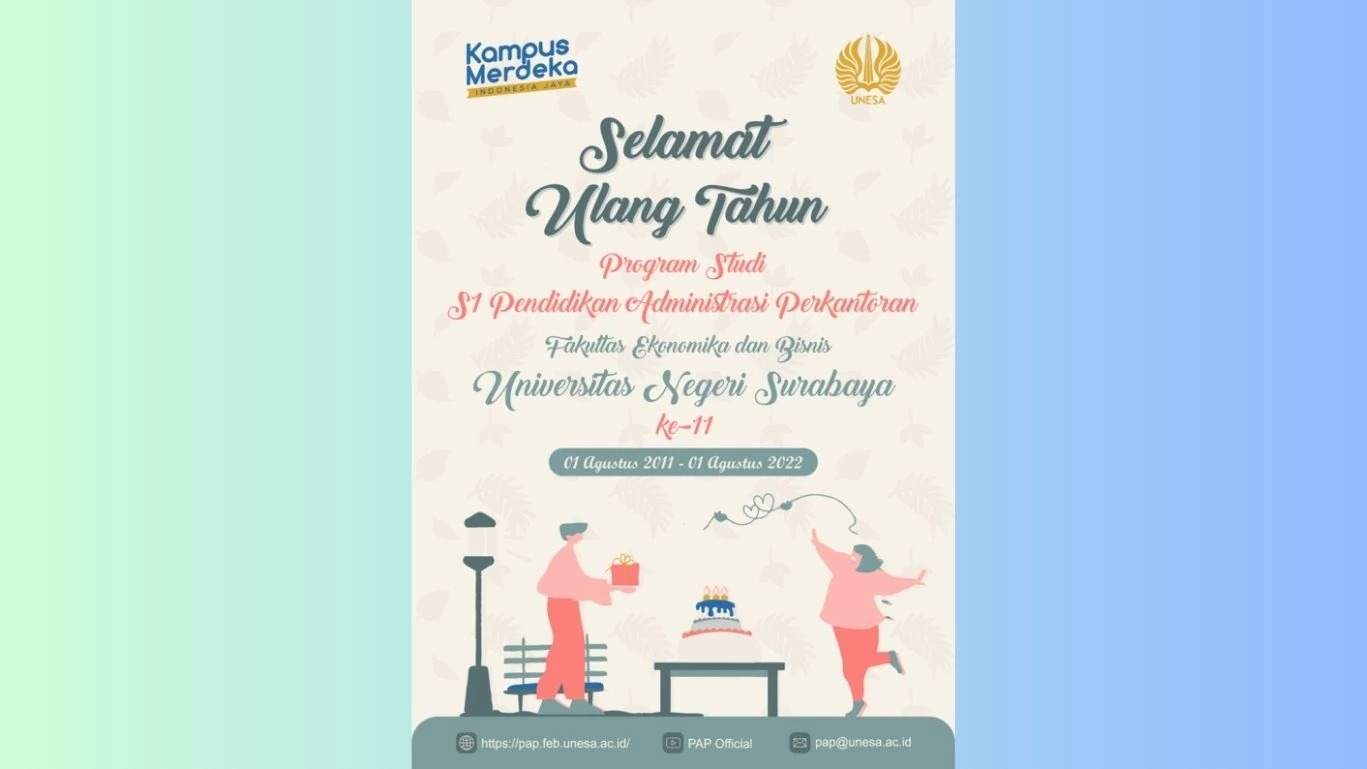 Kampus
Merdeka
INDONESIA JAYA
UNESA
Selamat
Ulang Tahun
Program Studi
S1 Pendidikan Administrasi Perkantoran
Fakultas Ekonomika dan Bisnis
Universitas Negeri Surabaya
ke-11
01 Agustus 2011 - 01 Agustus 2022
https://pap.feb.unesa.ac.id/
PAP Official
pap@unesa.ac.id